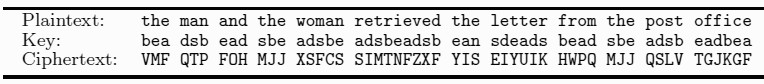 Plaintext: the man and the woman retrieved the letter from the post office
Key: bea dsb ead sbe adsbe adsbeadsb ean sdeads bead sbe adsb eadbea
Ciphertext: VMF QTP FOH MJJ XSFCS SIMTNFZXF YIS EIYUIK HWPQ MJJ QSLV TGJKGF